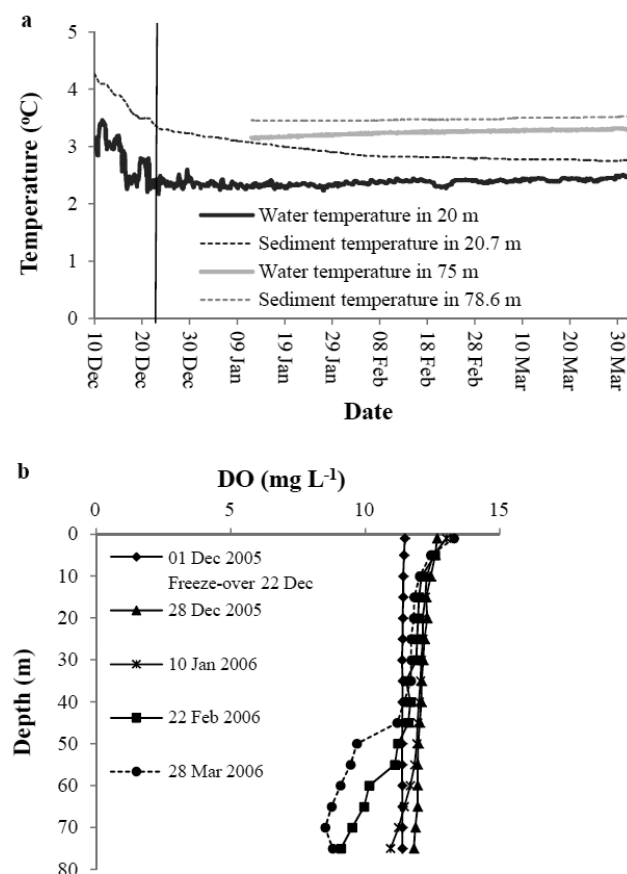 a
5
4
3
2
1
0
Temperature (ºC)
Water temperature in 20 m
Sediment temperature in 20.7 m
Water temperature in 75 m
Sediment temperature in 78.6 m
10 Dec
20 Dec
30 Dec
09 Jan
19 Jan
29 Jan
08 Feb
18 Feb
28 Feb
10 Mar
20 Mar
30 Mar
Date
b
DO (mg L⁻¹)
0
5
10
15
0
10
20
30
40
50
60
70
80
Depth (m)
01 Dec 2005
Freeze-over 22 Dec
28 Dec 2005
10 Jan 2006
22 Feb 2006
28 Mar 2006